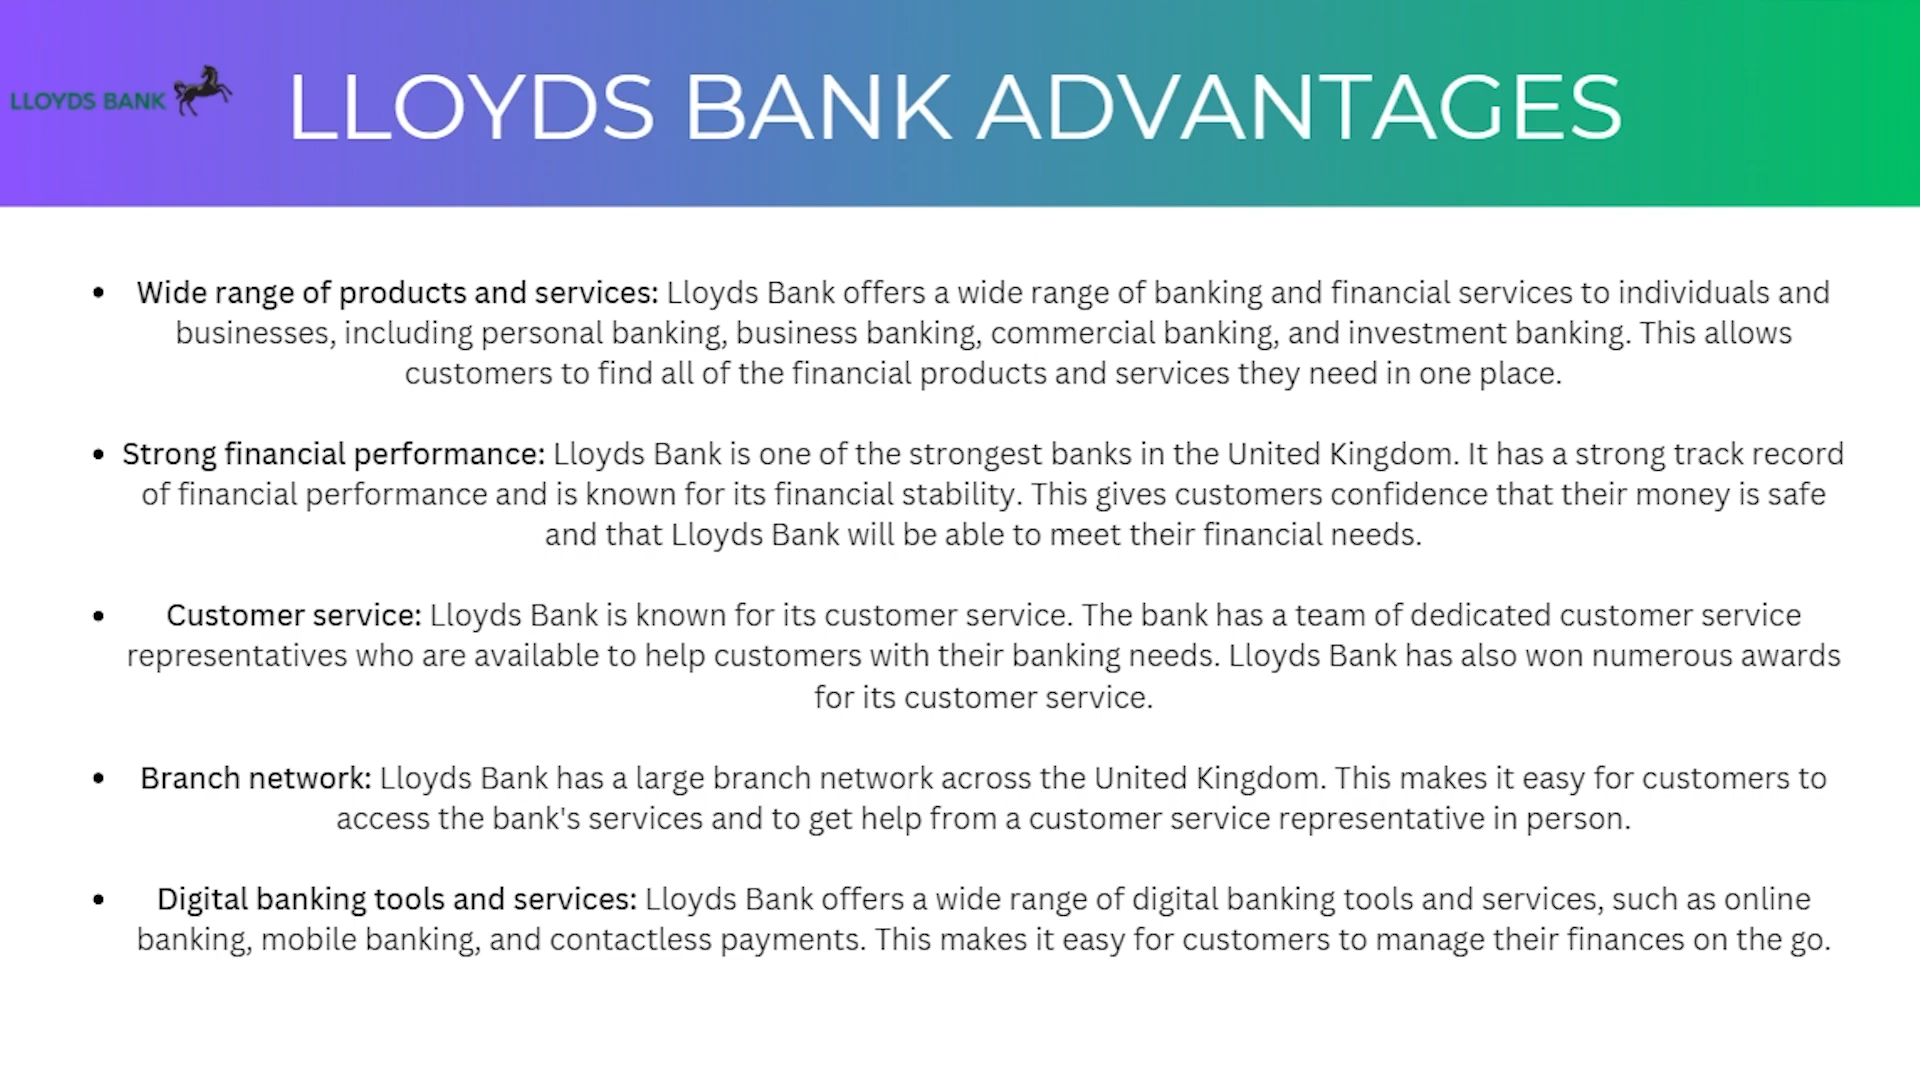 LLOYDS BANK
LLOYDS BANK ADVANTAGES
• Wide range of products and services: Lloyds Bank offers a wide range of banking and financial services to individuals and
businesses, including personal banking, business banking, commercial banking, and investment banking. This allows
customers to find all of the financial products and services they need in one place.
• Strong financial performance: Lloyds Bank is one of the strongest banks in the United Kingdom. It has a strong track record
of financial performance and is known for its financial stability. This gives customers confidence that their money is safe
and that Lloyds Bank will be able to meet their financial needs.
• Customer service: Lloyds Bank is known for its customer service. The bank has a team of dedicated customer service
representatives who are available to help customers with their banking needs. Lloyds Bank has also won numerous awards
for its customer service.
• Branch network: Lloyds Bank has a large branch network across the United Kingdom. This makes it easy for customers to
access the bank's services and to get help from a customer service representative in person.
• Digital banking tools and services: Lloyds Bank offers a wide range of digital banking tools and services, such as online
banking, mobile banking, and contactless payments. This makes it easy for customers to manage their finances on the go.